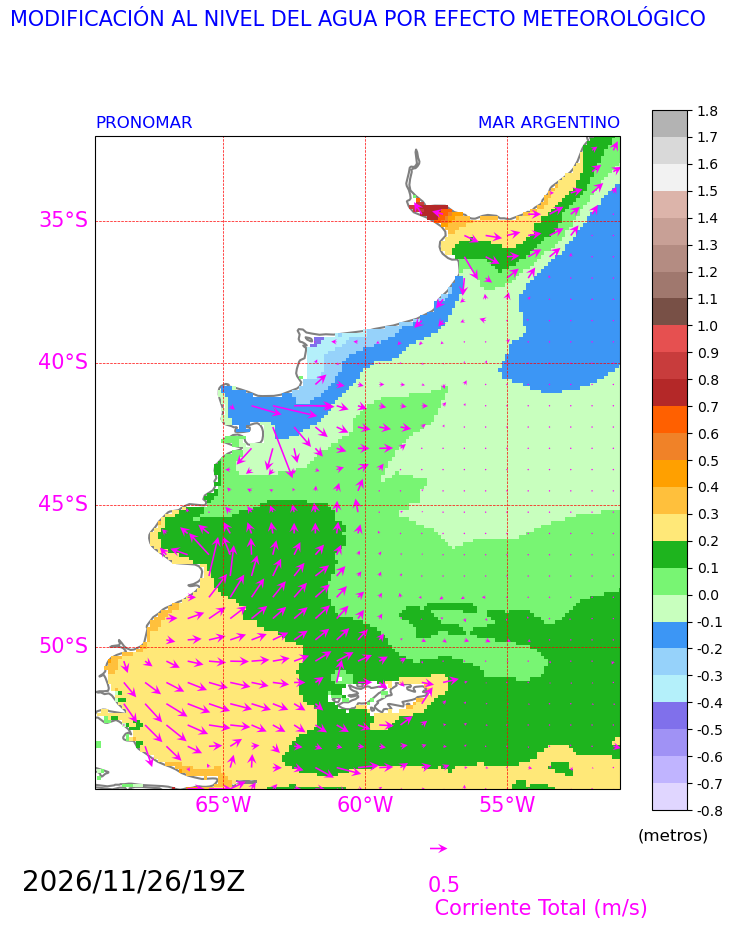 MODIFICACIÓN AL NIVEL DEL AGUA POR EFECTO METEOROLÓGICO
PRONOMAR MAR ARGENTINO
35°S
40°S
45°S
50°S
65°W 60°W 55°W
1.8
1.7
1.6
1.5
1.4
1.3
1.2
1.1
1.0
0.9
0.8
0.7
0.6
0.5
0.4
0.3
0.2
0.1
0.0
-0.1
-0.2
-0.3
-0.4
-0.5
-0.6
-0.7
-0.8
(metros)
2026/11/26/19Z
0.5
Corriente Total (m/s)